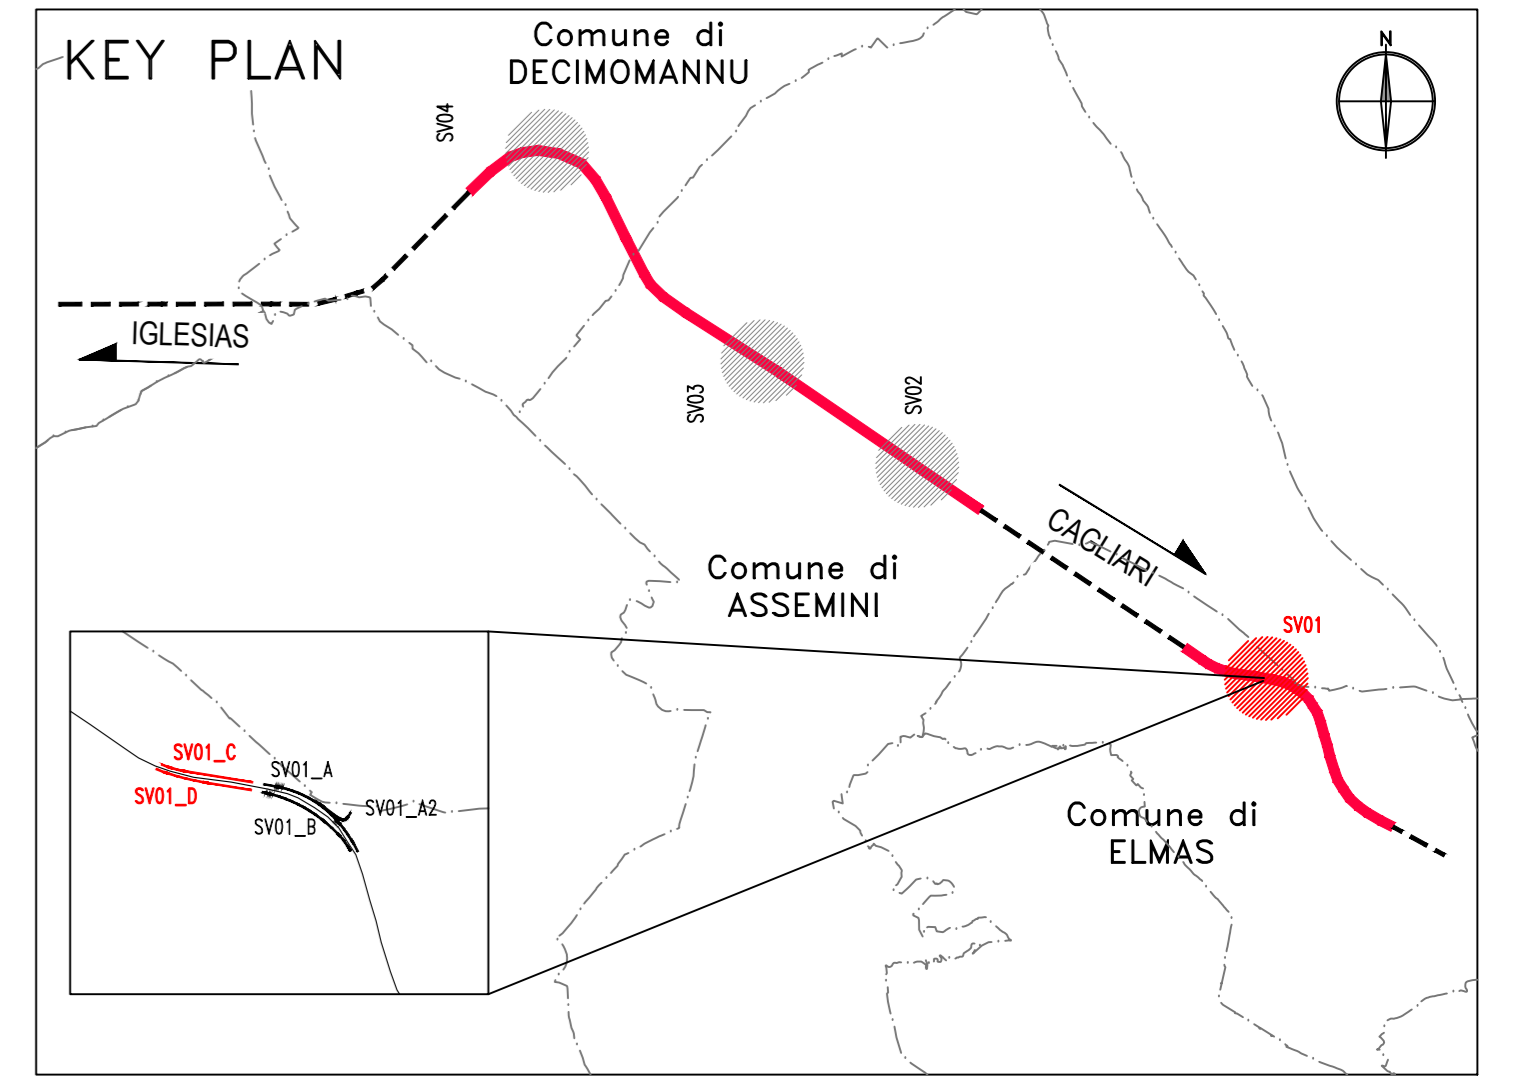 KEY PLAN
Comune di
DECIMOMANNU
N
SV04
IGLESIAS
SV03
SV02
CAGLIARI
Comune di
ASSEMINI
SV01
SV01_C
SV01_A
SV01_D
SV01_A2
SV01_B
Comune di
ELMAS